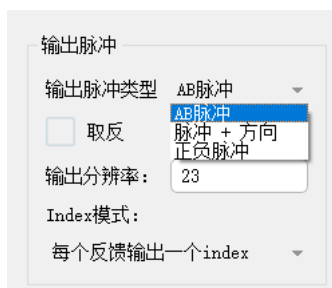 输出脉冲
输出脉冲类型 AB脉冲
AB脉冲
取反
脉冲 + 方向
正负脉冲
输出分辨率： 23
Index模式：
每个反馈输出一个index